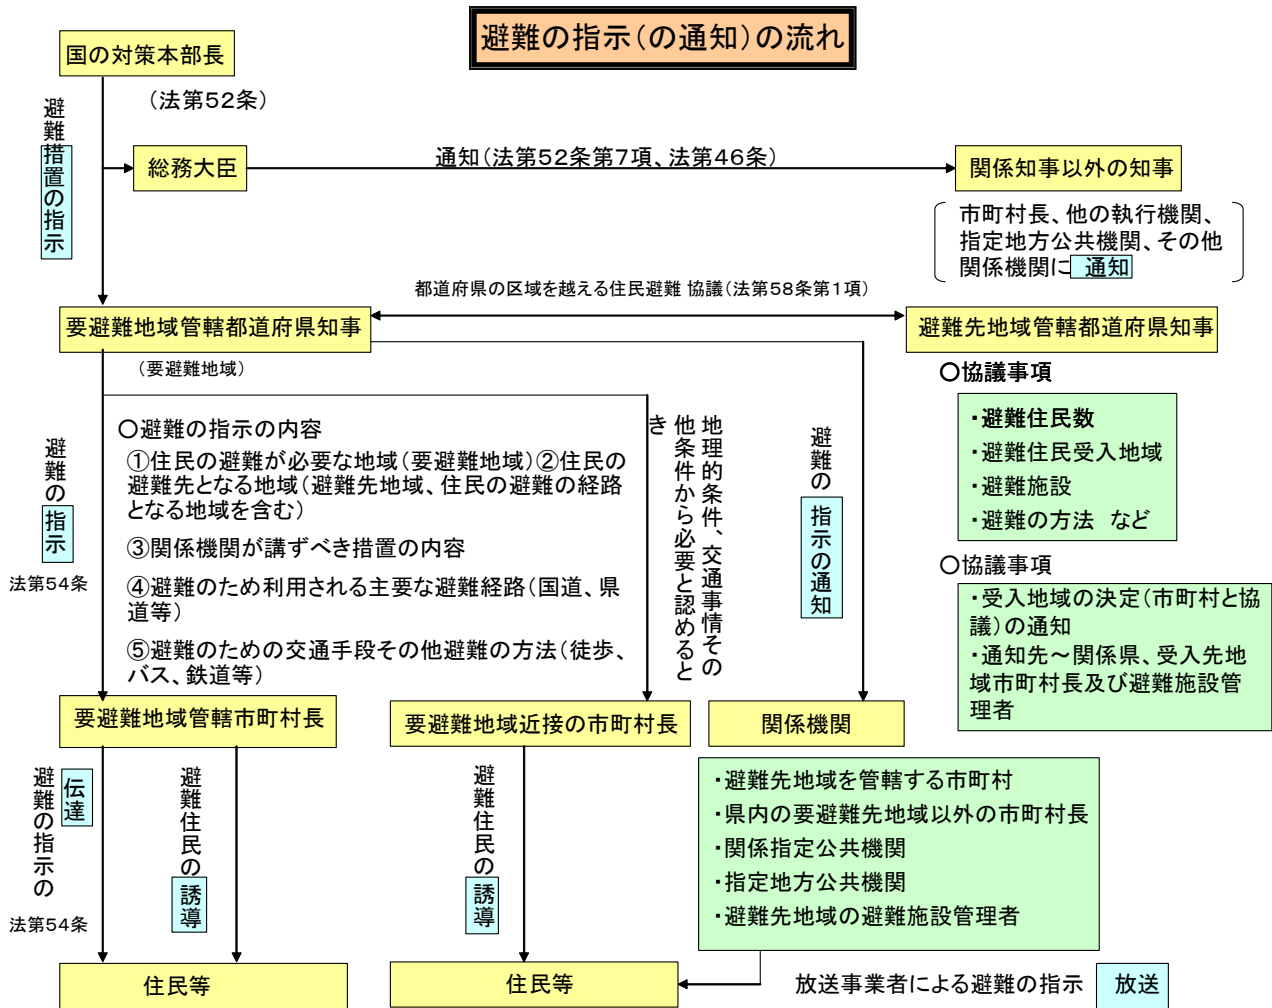 避難の指示(の通知)の流れ
国の対策本部長
(法第52条)
避難措置の指示
総務大臣
通知(法第52条第7項、法第46条)
関係知事以外の知事
市町村長、他の執行機関、
指定地方公共機関、その他
関係機関に 通知
都道府県の区域を越える住民避難 協議(法第58条第1項)
要避難地域管轄都道府県知事
避難先地域管轄都道府県知事
(要避難地域)
〇協議事項
・避難住民数
・避難住民受入地域
・避難施設
・避難の方法 など
〇協議事項
・受入地域の決定(市町村と協
議)の通知
・通知先~関係県、受入先地
域市町村長及び避難施設管
理者
避難の指示
法第54条
〇避難の指示の内容
①住民の避難が必要な地域(要避難地域)②住民の
避難先となる地域(避難先地域、住民の避難の経路
となる地域を含む)
③関係機関が講ずべき措置の内容
④避難のため利用される主要な避難経路(国道、県
道等)
⑤避難のための交通手段その他避難の方法(徒歩、
バス、鉄道等)
地理的条件、交通事情その
他条件から必要と認めると
き
避難の指示の通知
要避難地域管轄市町村長
要避難地域近接の市町村長
関係機関
避難の指示の
伝達
法第54条
避難住民の誘導
避難住民の誘導
・避難先地域を管轄する市町村
・県内の要避難先地域以外の市町村長
・関係指定公共機関
・指定地方公共機関
・避難先地域の避難施設管理者
住民等
住民等
放送事業者による避難の指示 放送